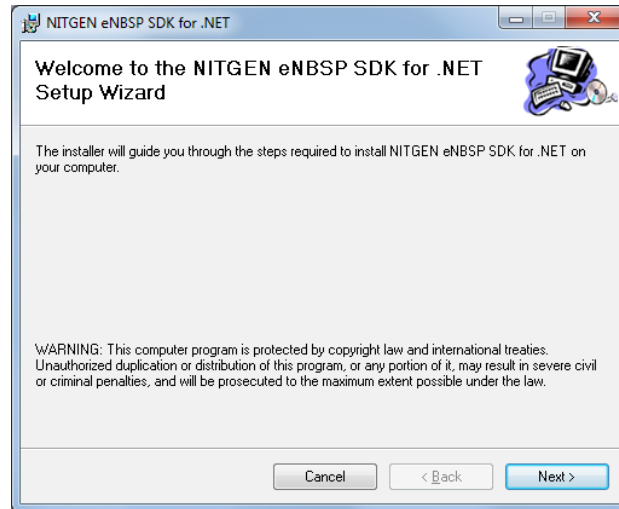 NITGEN eNBSP SDK for .NET
Welcome to the NITGEN eNBSP SDK for .NET
Setup Wizard
The installer will guide you through the steps required to install NITGEN eNBSP SDK for .NET on
your computer.
WARNING: This computer program is protected by copyright law and international treaties.
Unauthorized duplication or distribution of this program, or any portion of it, may result in severe civil
or criminal penalties, and will be prosecuted to the maximum extent possible under the law.
Cancel
< Back
Next >